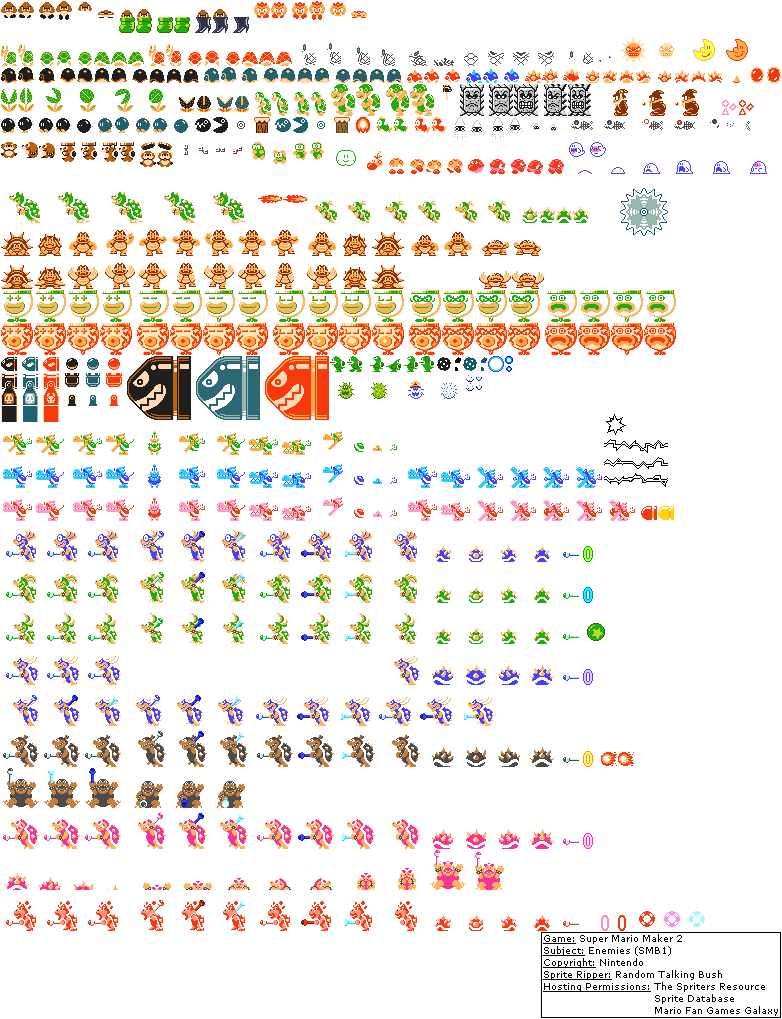 Game: Super Mario Maker 2
Subject: Enemies (SMB1)
Copyright: Nintendo
Sprite Ripper: Random Talking Bush
Hosting Permissions: The Spriters Resource
Sprite Database
Mario Fan Games Galaxy